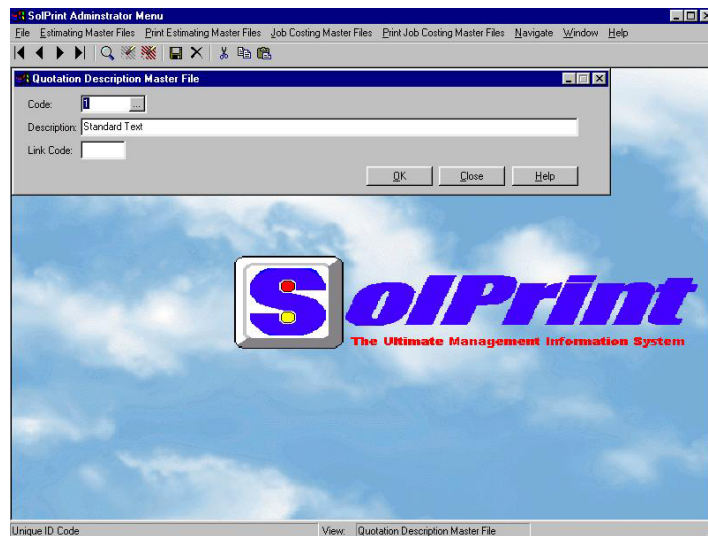 SolPrint Adminstrator Menu
File Estimating Master Files Print Estimating Master Files Job Costing Master Files Print Job Costing Master Files Navigate Window Help
Quotation Description Master File
Code: 1 ...
Description: Standard Text
Link Code:
OK Close Help
SolPrint
The Ultimate Management Information System
Unique ID Code View: Quotation Description Master File